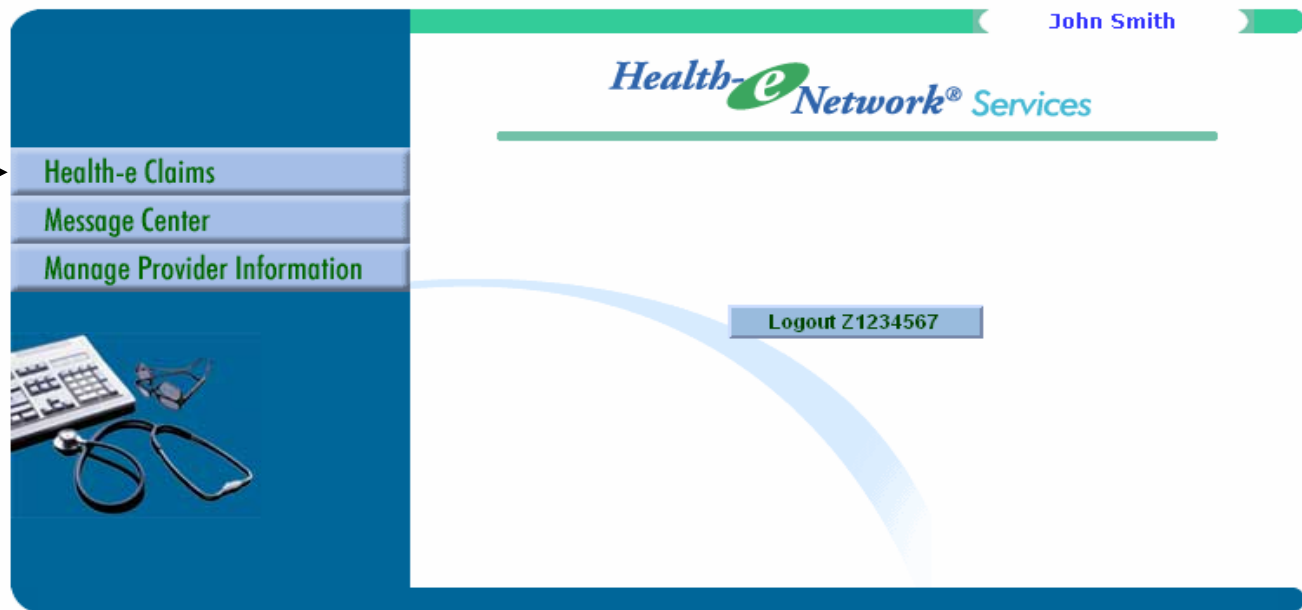 John Smith
Health-e Network® Services
Health-e Claims
Message Center
Manage Provider Information
Logout Z1234567